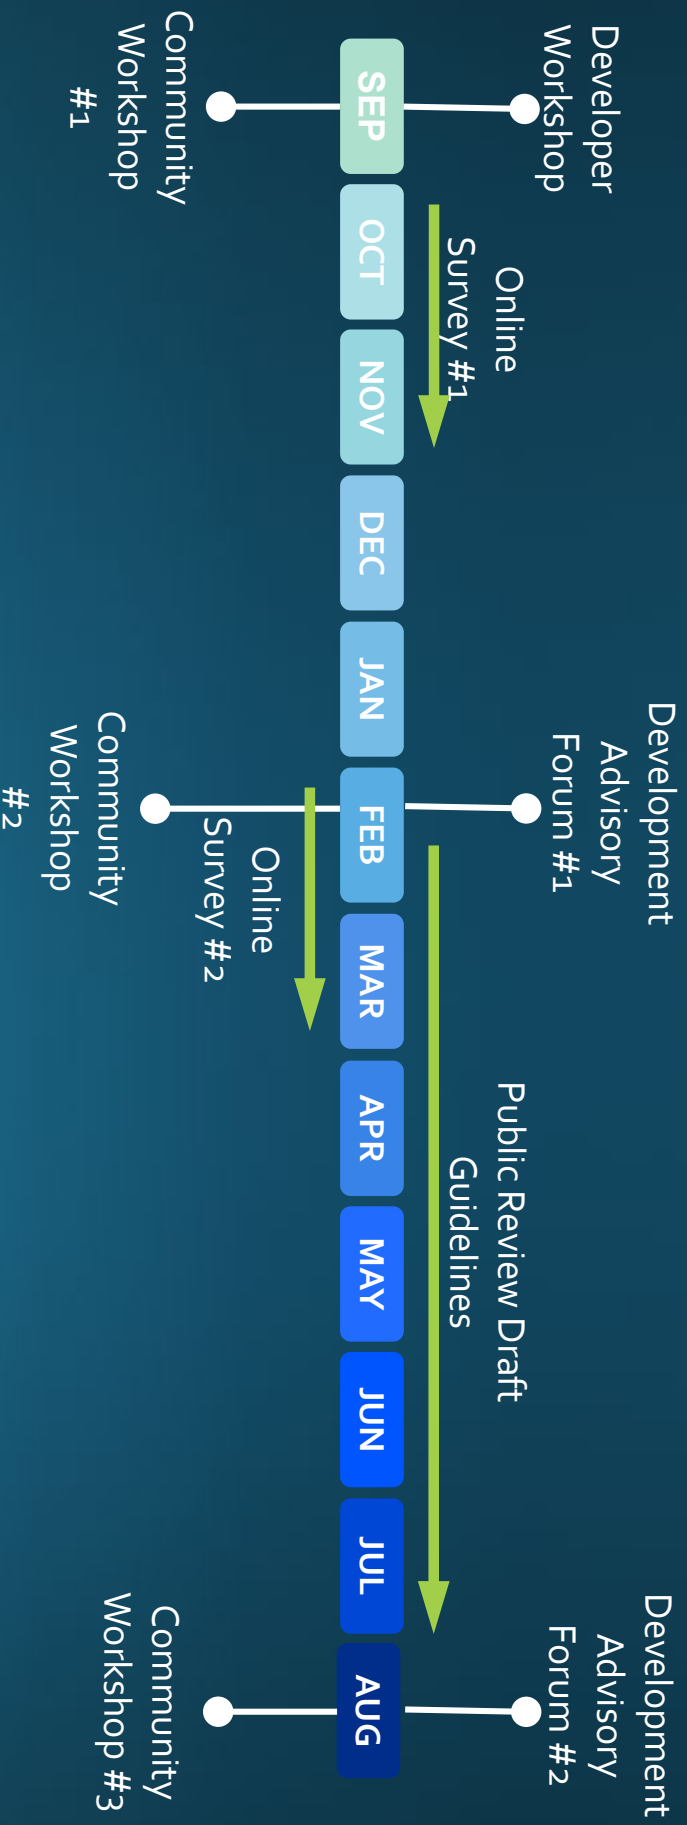 Developer
Workshop
Online
Survey #1
Development
Advisory
Forum #1
Public Review Draft
Guidelines
Development
Advisory
Forum #2
SEP
OCT
NOV
DEC
JAN
FEB
MAR
APR
MAY
JUN
JUL
AUG
Community
Workshop
#1
Online
Survey #2
Community
Workshop
#2
Community
Workshop #3